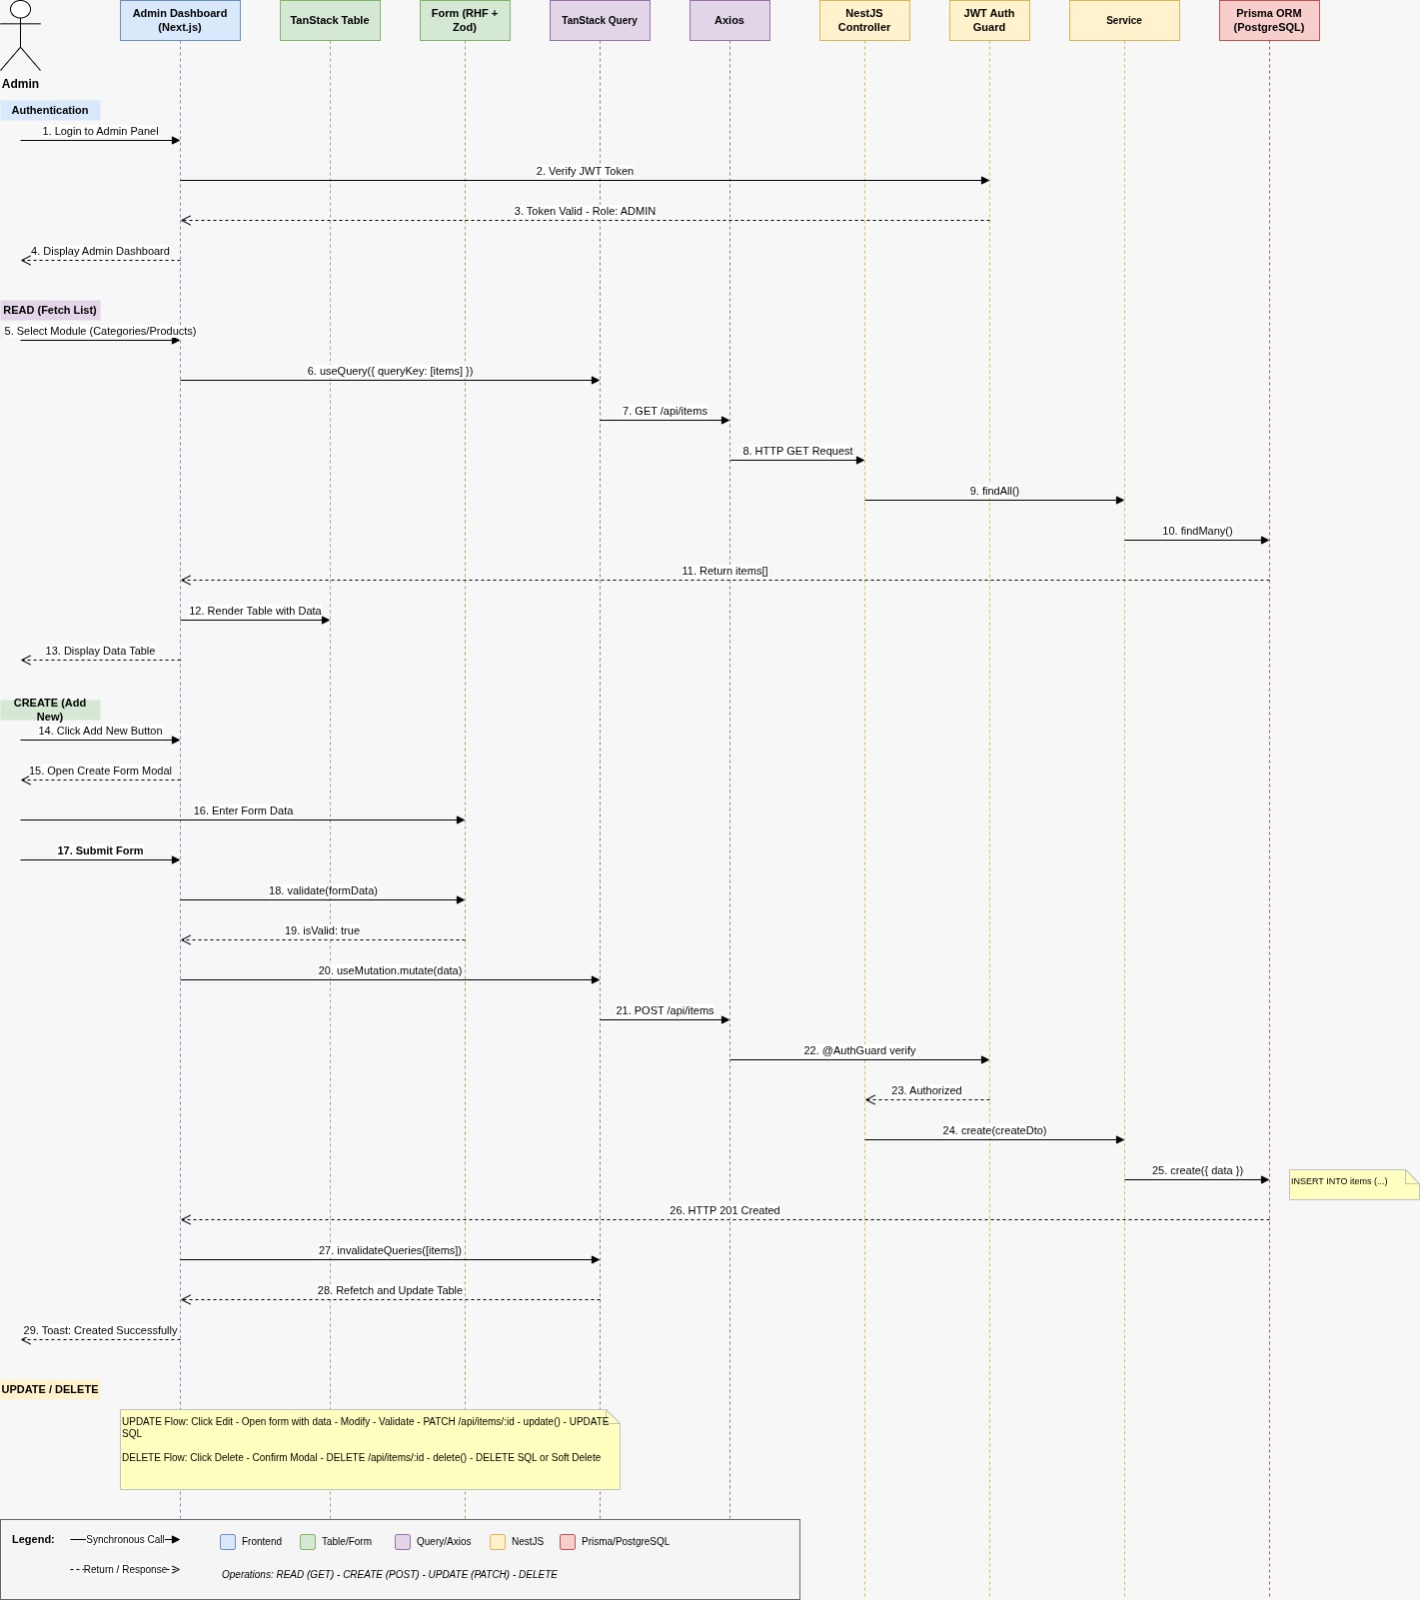 Admin Dashboard
(Next.js)
TanStack Table
Form (RHF +
Zod)
TanStack Query
Axios
NestJS
Controller
JWT Auth
Guard
Service
Prisma ORM
(PostgreSQL)
Admin
Authentication
1. Login to Admin Panel
2. Verify JWT Token
3. Token Valid - Role: ADMIN
4. Display Admin Dashboard
READ (Fetch List)
5. Select Module (Categories/Products)
6. useQuery({ queryKey: [items] })
7. GET /api/items
8. HTTP GET Request
9. findAll()
10. findMany()
11. Return items[]
12. Render Table with Data
13. Display Data Table
CREATE (Add
New)
14. Click Add New Button
15. Open Create Form Modal
16. Enter Form Data
17. Submit Form
18. validate(formData)
19. isValid: true
20. useMutation.mutate(data)
21. POST /api/items
22. @AuthGuard verify
23. Authorized
24. create(createDto)
25. create({ data })
INSERT INTO items (...)
26. HTTP 201 Created
27. invalidateQueries([items])
28. Refetch and Update Table
29. Toast: Created Successfully
UPDATE / DELETE
UPDATE Flow: Click Edit - Open form with data - Modify - Validate - PATCH /api/items/:id - update() - UPDATE
SQL
DELETE Flow: Click Delete - Confirm Modal - DELETE /api/items/:id - delete() - DELETE SQL or Soft Delete
Legend:
Synchronous Call
Frontend
Table/Form
Query/Axios
NestJS
Prisma/PostgreSQL
Return / Response
Operations: READ (GET) - CREATE (POST) - UPDATE (PATCH) - DELETE